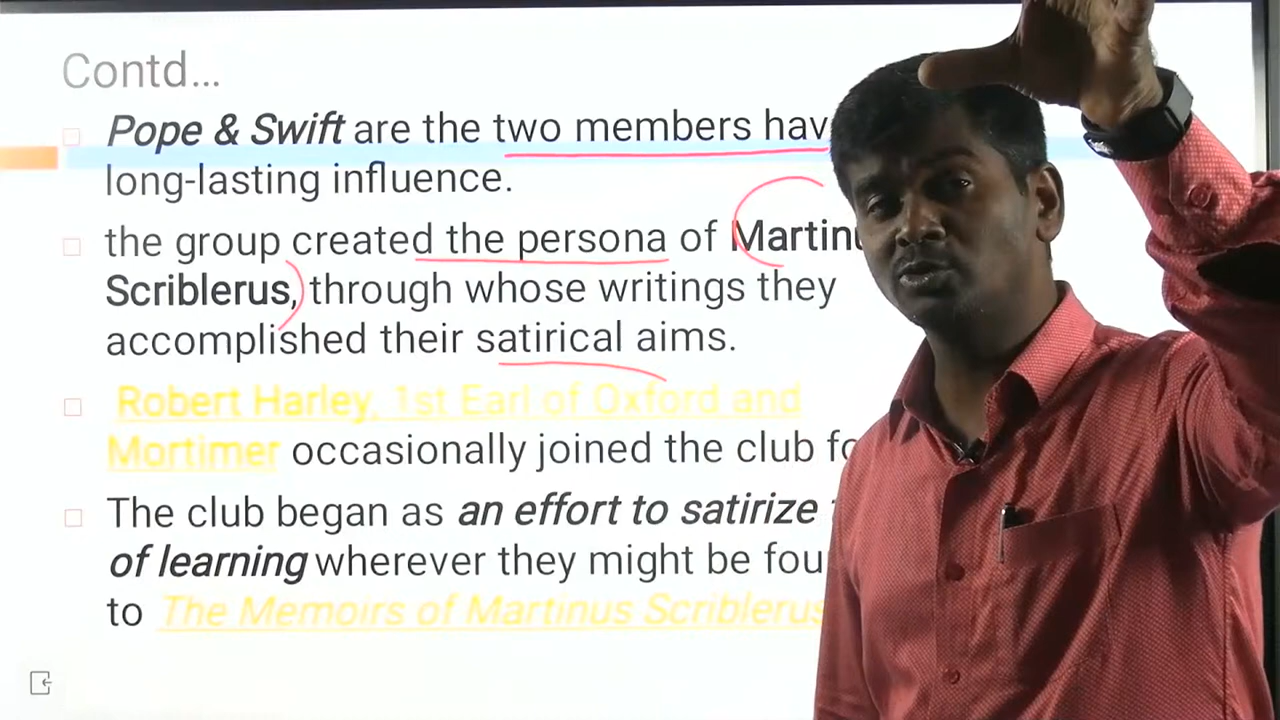 Contd...
Pope & Swift are the two members hav
long-lasting influence.
the group created the persona of Martinu
Scriblerus, through whose writings they
accomplished their satirical aims.
Robert Harley, 1st Earl of Oxford and
Mortimer occasionally joined the club fo
The club began as an effort to satirize
of learning wherever they might be fou
to The Memoirs of Martinus Scriblerus